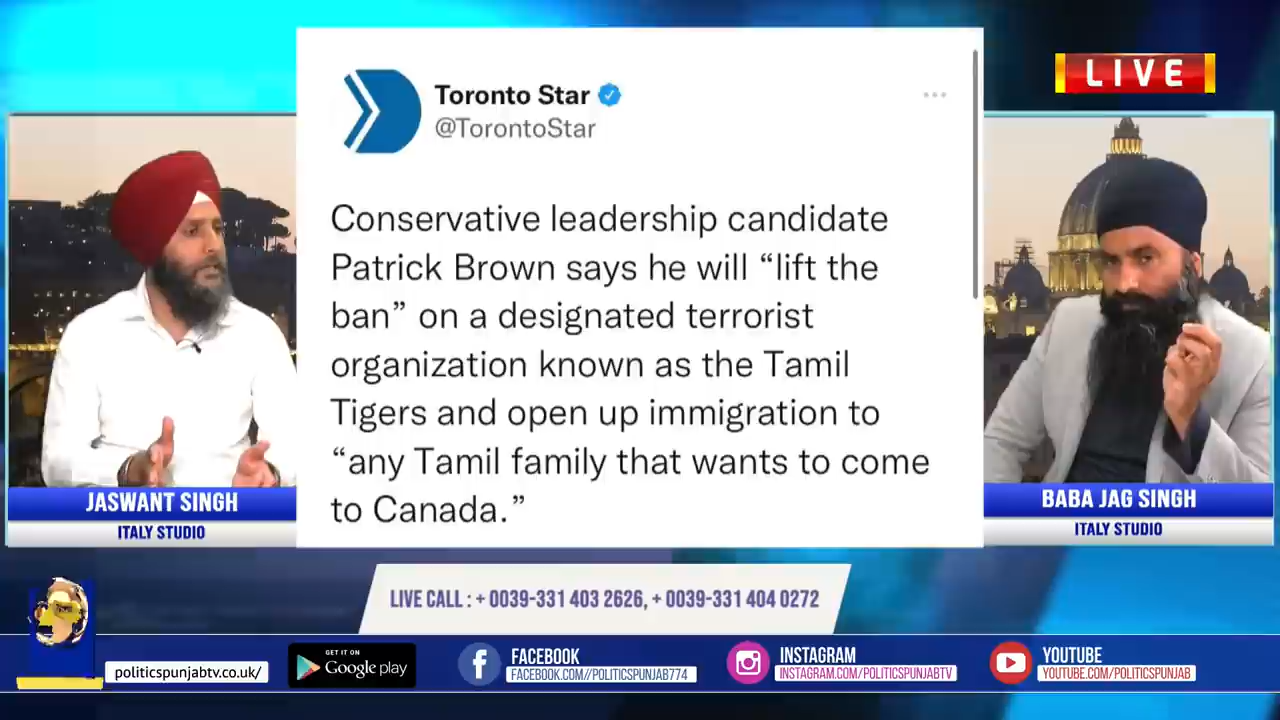 LIVE
Toronto Star
@TorontoStar
Conservative leadership candidate
Patrick Brown says he will “lift the
ban” on a designated terrorist
organization known as the Tamil
Tigers and open up immigration to
“any Tamil family that wants to come
to Canada.”
JASWANT SINGH
ITALY STUDIO
BABA JAG SINGH
ITALY STUDIO
LIVE CALL : + 0039-331 403 2626, + 0039-331 404 0272
politicspunjabtv.co.uk/
GET IT ON
Google play
FACEBOOK
FACEBOOK.COM//POLITICSPUNJAB774
INSTAGRAM
INSTAGRAM.COM/POLITICSPUNJABTV
YOUTUBE
YOUTUBE.COM/POLITICSPUNJAB